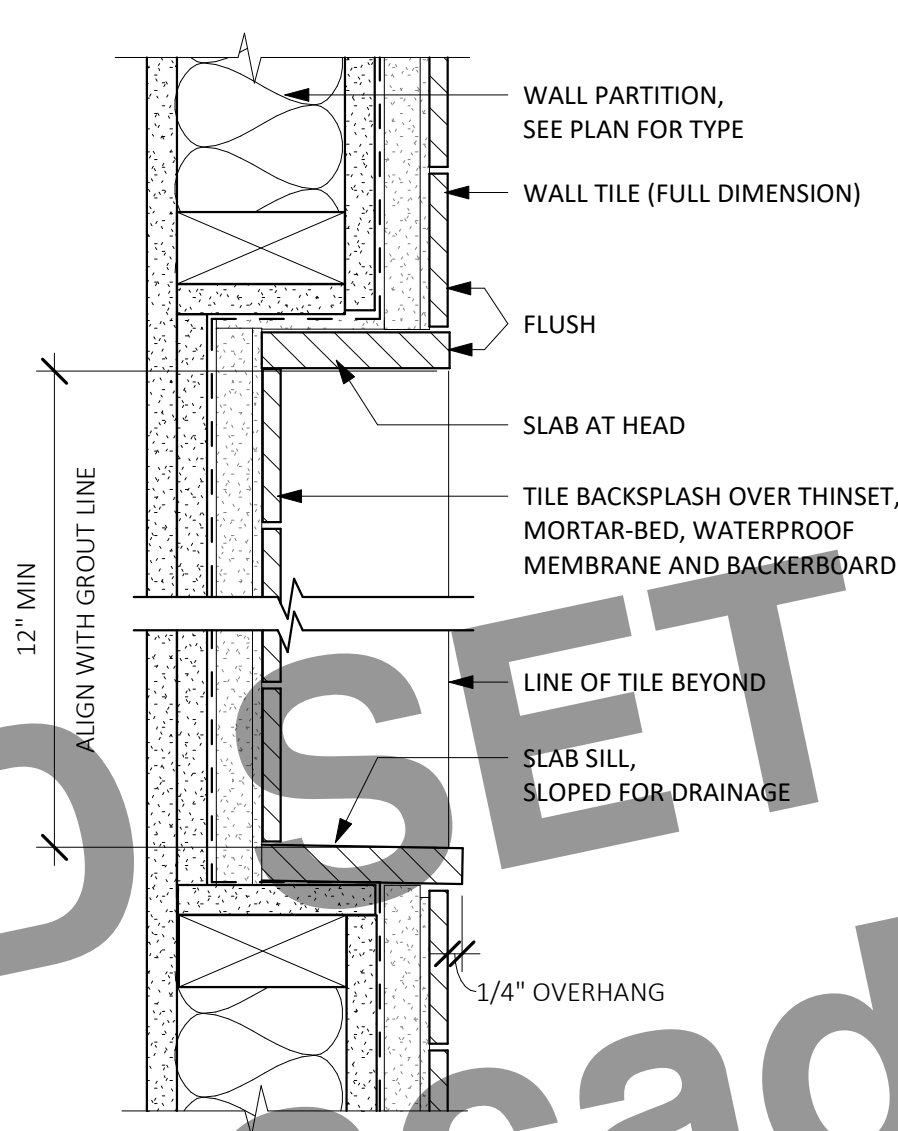 WALL PARTITION,
SEE PLAN FOR TYPE
WALL TILE (FULL DIMENSION)
FLUSH
SLAB AT HEAD
TILE BACKSPLASH OVER THINSET,
MORTAR-BED, WATERPROOF
MEMBRANE AND BACKERBOARD
12" MIN
ALIGN WITH GROUT LINE
LINE OF TILE BEYOND
SLAB SILL,
SLOPED FOR DRAINAGE
1/4" OVERHANG
D SET